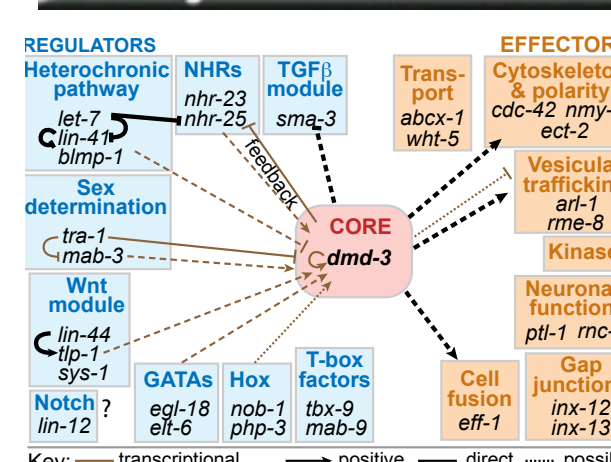 REGULATORS
Heterochronic
pathway
let-7
lin-41
blmp-1
NHRs
nhr-23
nhr-25
TGFβ
module
sma-3
feedback
Sex
determination
tra-1
mab-3
Wnt
module
lin-44
tlp-1
sys-1
Notch ?
lin-12
GATAs
egl-18
elt-6
Hox
nob-1
php-3
T-box
factors
tbx-9
mab-9
CORE
dmd-3
EFFECTOR
Trans-
port
abcx-1
wht-5
Cytoskeleto
& polarity
cdc-42 nmy-
ect-2
Vesicula
traffickin
arl-1
rme-8
Kinase
Neurona
function
ptl-1 rnc-
Cell
fusion
eff-1
Gap
junction
inx-12
inx-13
Key: transcriptional positive direct possi